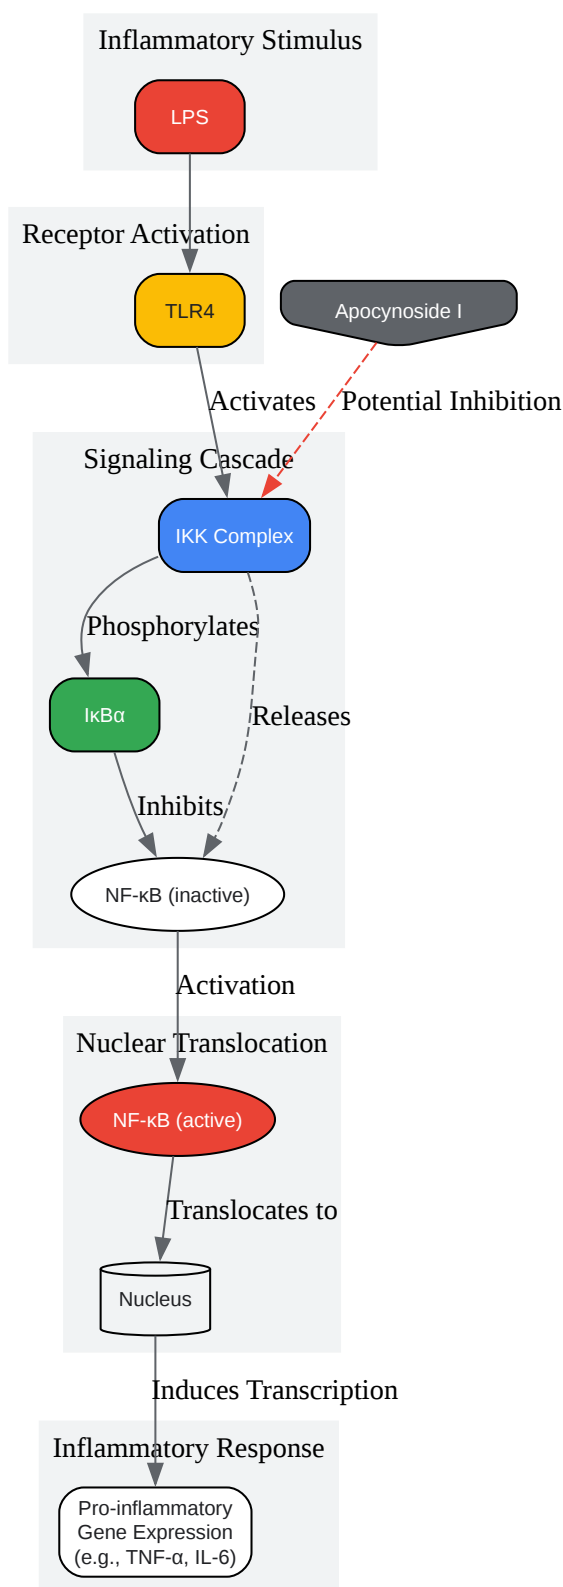 Inflammatory Stimulus
LPS
Receptor Activation
TLR4
Apocynoside I
Activates
Potential Inhibition
Signaling Cascade
IKK Complex
Phosphorylates
IκBα
Releases
Inhibits
NF-κB (inactive)
Activation
Nuclear Translocation
NF-κB (active)
Translocates to
Nucleus
Induces Transcription
Inflammatory Response
Pro-inflammatory
Gene Expression
(e.g., TNF-α, IL-6)